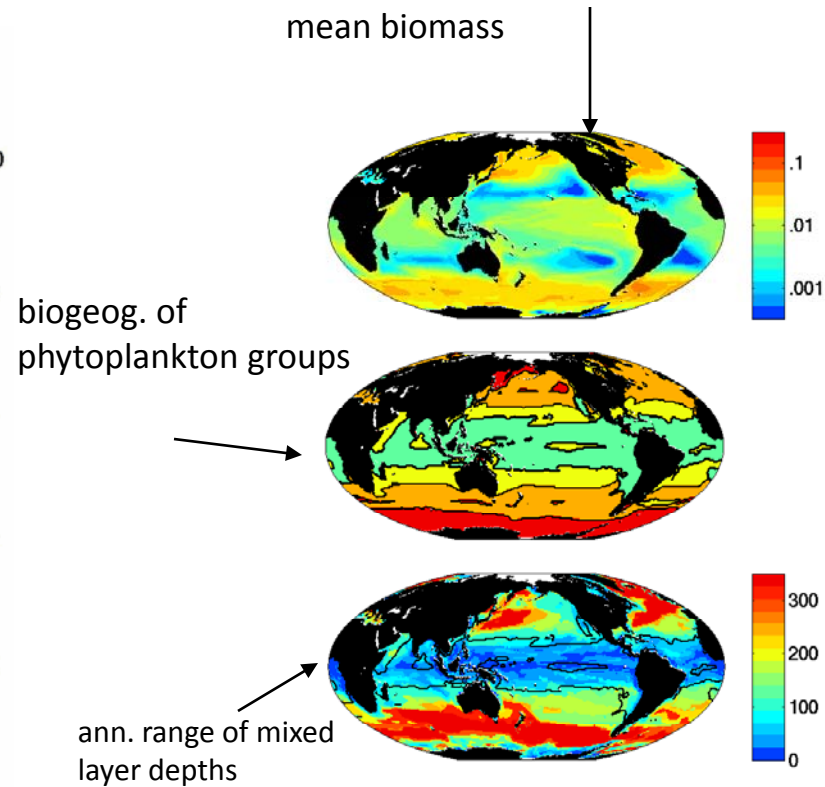 mean biomass
.1
.01
.001
biogeog. of
phytoplankton groups
300
200
100
0
ann. range of mixed
layer depths